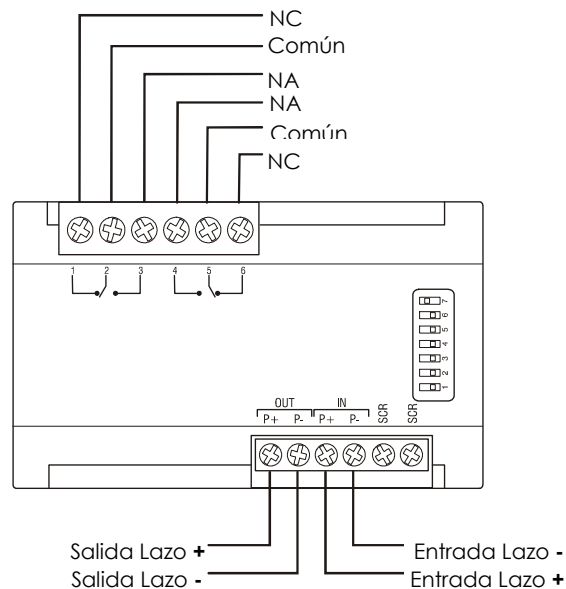 NC
Común
NA
NA
Común
NC
1 2 3 4 5 6
7
6
5
4
3
2
1
OUT IN
P+ P- P+ P- SCR SCR
Salida Lazo + Entrada Lazo -
Salida Lazo - Entrada Lazo +